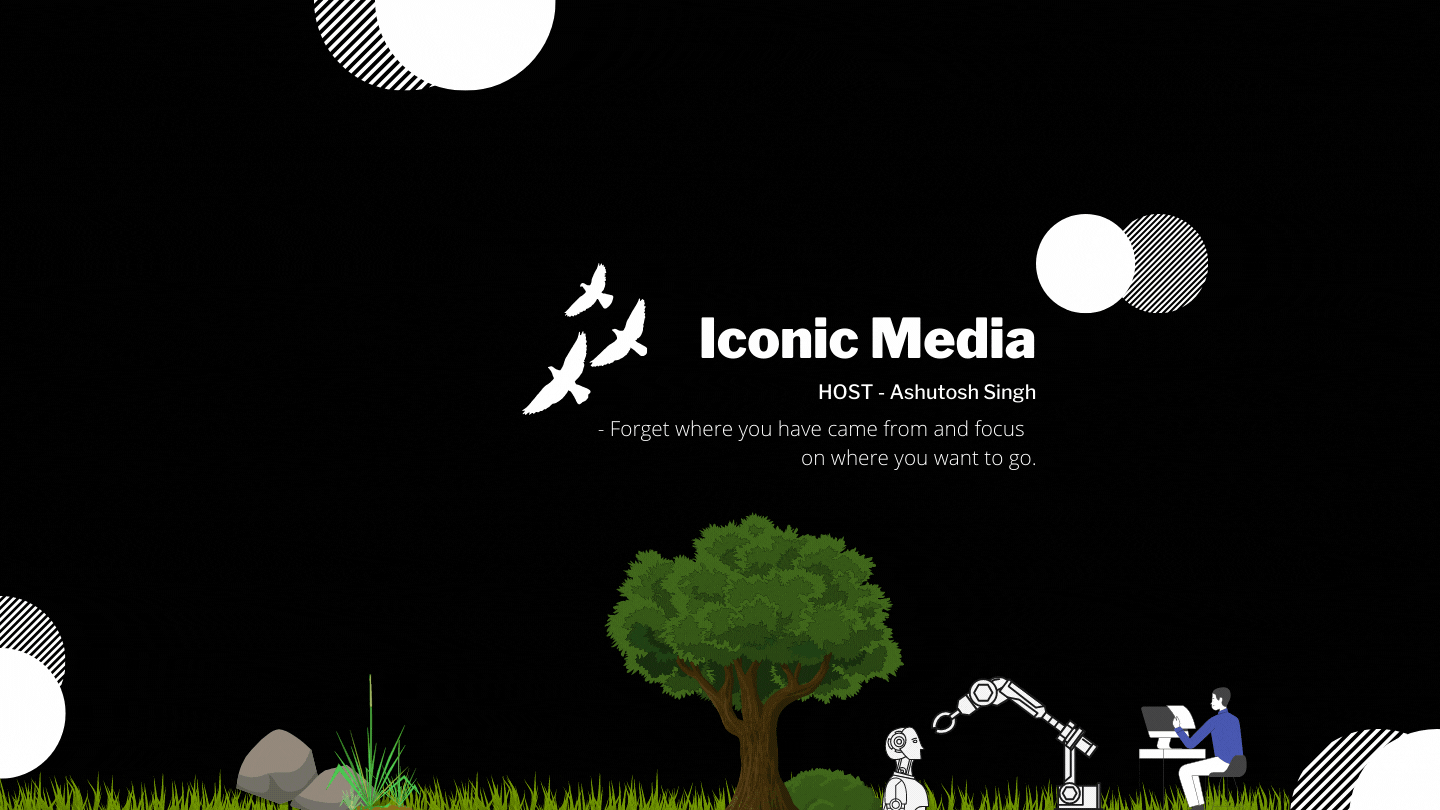 Iconic Media
HOST - Ashutosh Singh
- Forget where you have came from and focus
on where you want to go.